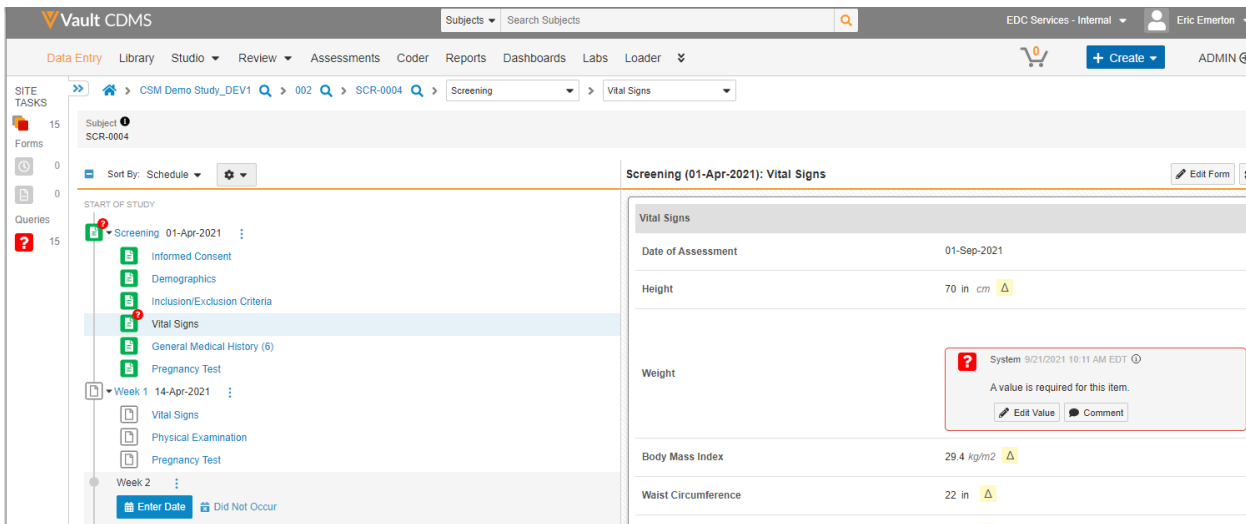 Vault CDMS
Subjects
Search Subjects
EDC Services - Internal
Eric Emerton
Data Entry Library Studio Review Assessments Coder Reports Dashboards Labs Loader
0
+ Create
ADMIN
SITE TASKS
CSM Demo Study_DEV1 > 002 > SCR-0004 > Screening > Vital Signs
15
Forms
0
0
Queries
? 15
Subject
SCR-0004
Sort By: Schedule
START OF STUDY
? Screening 01-Apr-2021
Informed Consent
Demographics
Inclusion/Exclusion Criteria
? Vital Signs
General Medical History (6)
Pregnancy Test
Week 1 14-Apr-2021
Vital Signs
Physical Examination
Pregnancy Test
Week 2
Enter Date Did Not Occur
Screening (01-Apr-2021): Vital Signs
Edit Form
Vital Signs
Date of Assessment 01-Sep-2021
Height 70 in cm Δ
Weight
? System 9/21/2021 10:11 AM EDT
A value is required for this item.
Edit Value Comment
Body Mass Index 29.4 kg/m2 Δ
Waist Circumference 22 in Δ